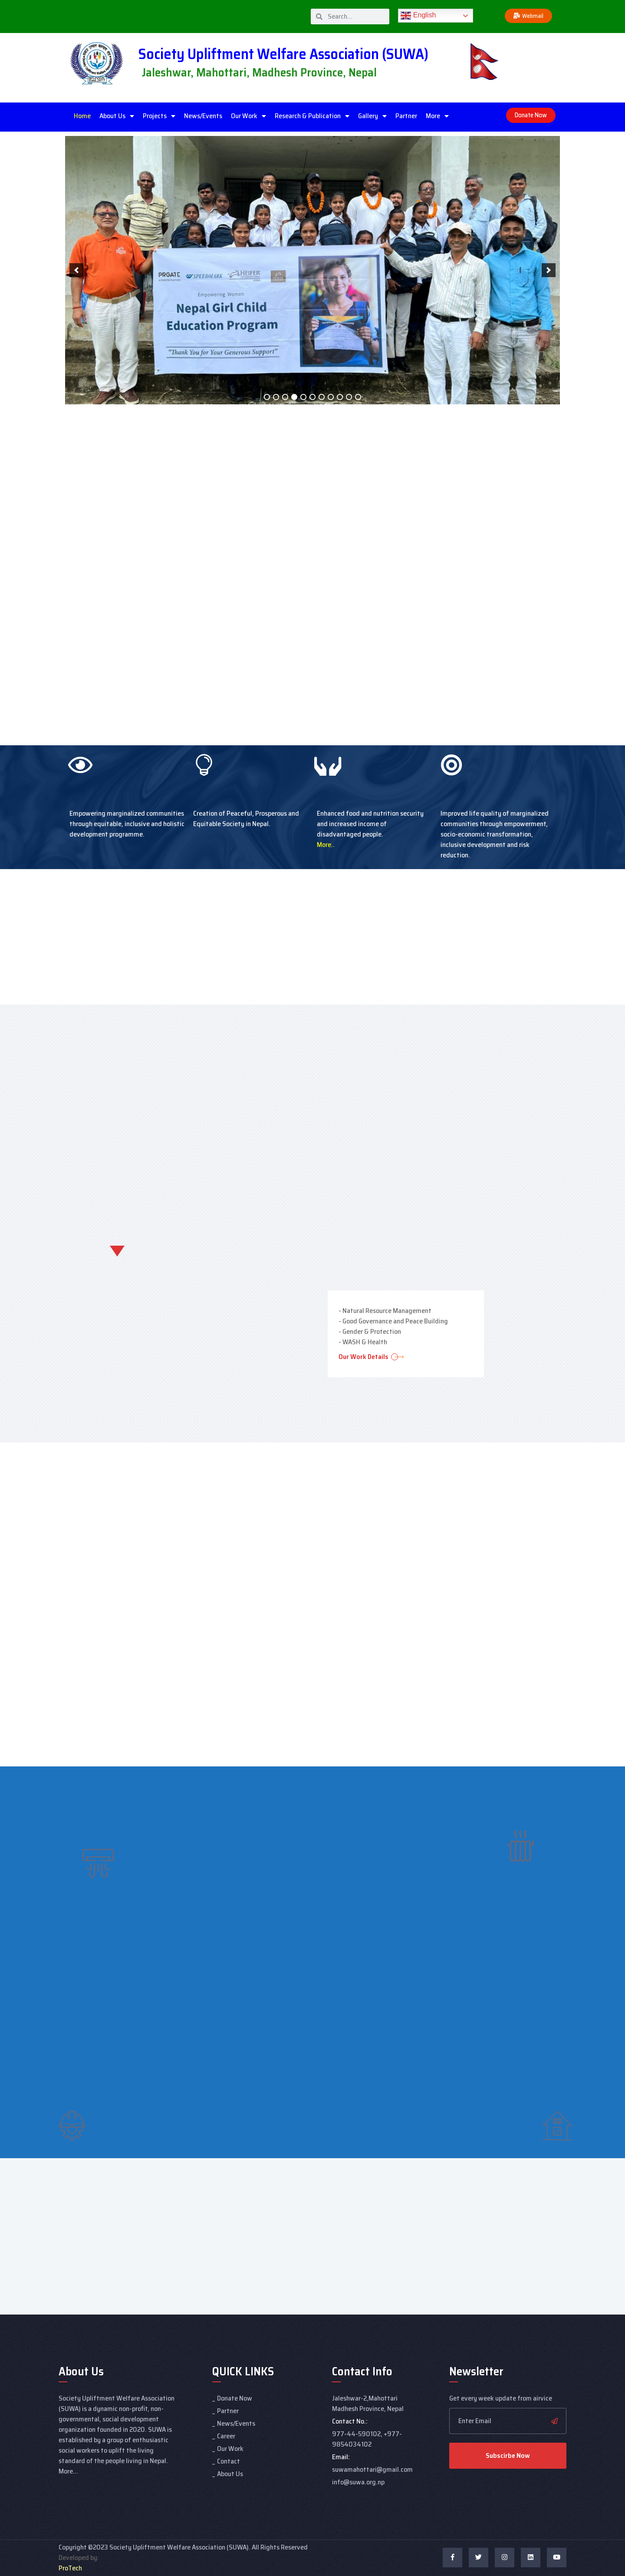 Search...
English
Webmail
Society Upliftment Welfare Association (SUWA)
Jaleshwar, Mahottari, Madhesh Province, Nepal
Home About Us Projects News/Events Our Work Research & Publication Gallery Partner More
Donate Now
Empowering Women
Nepal Girl Child
Education Program
"Thank You for Your Generous Support"
Empowering marginalized communities
through equitable, inclusive and holistic
development programme.
Creation of Peaceful, Prosperous and
Equitable Society in Nepal.
Enhanced food and nutrition security
and increased income of
disadvantaged people.
More..
Improved life quality of marginalized
communities through empowerment,
socio-economic transformation,
inclusive development and risk
reduction.
- Natural Resource Management
- Good Governance and Peace Building
- Gender & Protection
- WASH & Health
Our Work Details
About Us
Society Upliftment Welfare Association
(SUWA) is a dynamic non-profit, non-
governmental, social development
organization founded in 2020. SUWA is
established by a group of enthusiastic
social workers to uplift the living
standard of the people living in Nepal.
More...
QUICK LINKS
_ Donate Now
_ Partner
_ News/Events
_ Career
_ Our Work
_ Contact
_ About Us
Contact Info
Jaleshwar-2,Mahottari
Madhesh Province, Nepal
Contact No.:
977-44-590102, +977-
9854034102
Email:
suwamahottari@gmail.com
info@suwa.org.np
Newsletter
Get every week update from airvice
Enter Email
Subscirbe Now
Copyright ©2023 Society Upliftment Welfare Association (SUWA). All Rights Reserved
Developed by
ProTech